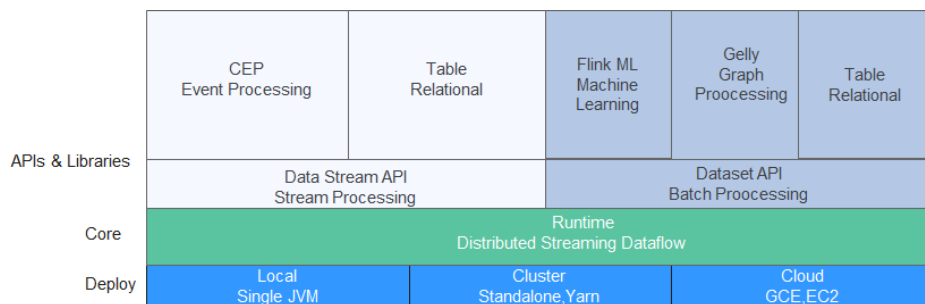 CEP
Event Processing
Table
Relational
Flink ML
Machine
Learning
Gelly
Graph
Proocessing
Table
Relational
APIs & Libraries
Data Stream API
Stream Processing
Dataset API
Batch Proocessing
Core
Runtime
Distributed Streaming Dataflow
Deploy
Local
Single JVM
Cluster
Standalone,Yarn
Cloud
GCE,EC2